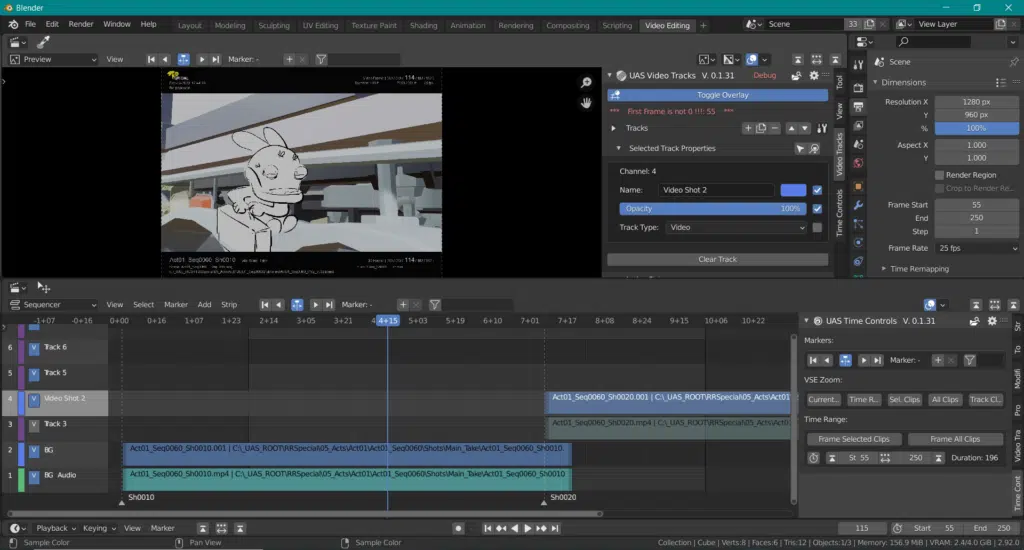 Blender
File Edit Render Window Help Layout Modeling Sculpting UV Editing Texture Paint Shading Animation Rendering Compositing Scripting Video Editing + Scene 33 View Layer
Preview View Marker: -
UAS Video Tracks V. 0.1.31 Debug
Toggle Overlay
*** First Frame is not 0 !!!! 55 ***
Tracks
Selected Track Properties
Channel: 4
Name: Video Shot 2
Opacity 100%
Track Type: Video
Clear Track
Tool
View
Video Tracks
Time Controls
Scene
Dimensions
Resolution X 1280 px
Y 960 px
% 100%
Aspect X 1.000
Y 1.000
Render Region
Crop to Render Re...
Frame Start 55
End 250
Step 1
Frame Rate 25 fps
Time Remapping
Act01_Seq0060_Sh0010
Sequencer View Select Marker Add Strip Marker: -
-1+07 0-16 0+00 0+16 1+23 2+14 3+05 3+21 4+15 5+03 5+19 6+10 7+01 7+17 8+08 9+00 9+15 10+06 10+22
6 V Track 6
5 V Track 5
4 V Video Shot 2 Act01_Seq0060_Sh0020.001 | C:\_UAS_ROOT\RRSpecial\05_Acts\Act01
3 V Track 3 Act01_Seq0060_Sh0020.mp4 | C:\_UAS_ROOT\RRSpecial\05_Acts\Act01
2 V BG Act01_Seq0060_Sh0010.001 | C:\_UAS_ROOT\RRSpecial\05_Acts\Act01\Act01_Seq0060\Shots\Main_Take\Act01_Seq0060_Sh0010.
1 V BG Audio Act01_Seq0060_Sh0010.mp4 | C:\_UAS_ROOT\RRSpecial\05_Acts\Act01\Act01_Seq0060\Shots\Main_Take\Act01_Seq0060_Sh0010
Sh0010 Sh0020
UAS Time Controls V. 0.1.31
Markers:
Marker: -
VSE Zoom:
Current... Time R... Sel. Clips All Clips Track Cl...
Time Range:
Frame Selected Clips Frame All Clips
St 55 250 Duration: 196
Str
To
Modifi
Pro
Video Tra
Time Cont
Playback Keying View Marker 115 Start 55 End 250
Sample Color Pan View Sample Color Collection | Cube | Verts:8 | Faces:6 | Tris:12 | Objects:1/3 | Memory: 156.9 MiB | VRAM: 2.4/4.0 GiB | 2.92.0